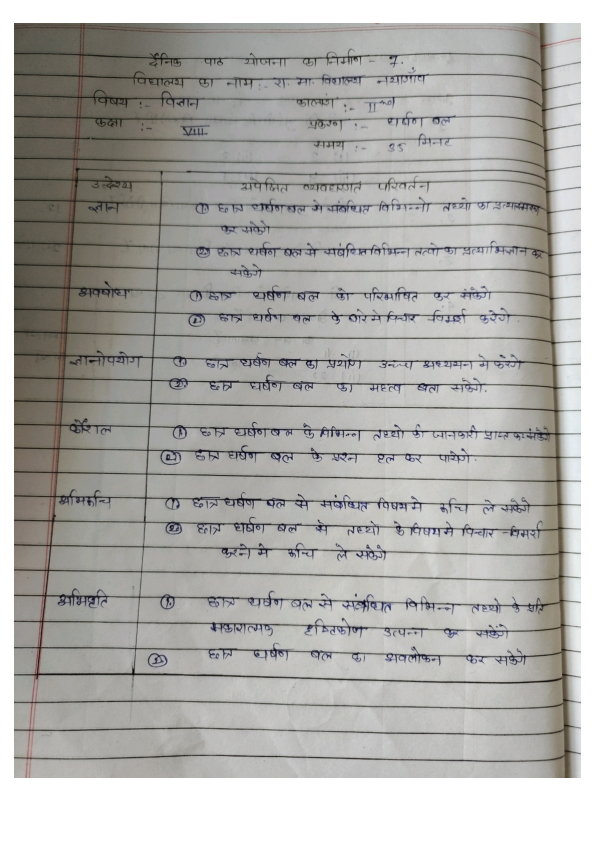 दैनिक पाठ योजना का निर्माण - 7.
विद्यालय का नाम :- रा. मा. विद्यालय नयागाँव
विषय :- विज्ञान कालांश :- II
कक्षा :- VIII प्रकरण :- घर्षण बल
समय :- 35 मिनट
उद्देश्य अपेक्षित व्यवहारगत परिवर्तन
ज्ञान ① छात्र घर्षण बल से संबंधित विभिन्नो तथ्यो का प्रत्यास्मरण
कर सकेंगे
② छात्र घर्षण बल से संबंधित विभिन्न तत्वो का प्रत्याभिज्ञान कर
सकेंगे
अवबोध ① छात्र घर्षण बल को परिभाषित कर सकेंगे
② छात्र घर्षण बल के बारे मे विचार विमर्श करेंगे.
ज्ञानोपयोग ① छात्र घर्षण बल का प्रयोग उच्च अध्ययन मे करेंगे
② छात्र घर्षण बल का महत्व बता सकेंगे.
कौशल ① छात्र घर्षण बल के विभिन्न तथ्यो की जानकारी प्राप्त कर सकेंगे
② छात्र घर्षण बल के प्रश्न हल कर पायेंगे.
अभिरूचि ① छात्र घर्षण बल से संबंधित विषय मे रूचि ले सकेंगे
② छात्र घर्षण बल से तथ्यो के विषय मे विचार-विमर्श
करने मे रूचि ले सकेंगे
अभिवृति ① छात्र घर्षण बल से संबंधित विभिन्न तथ्यो के प्रति
सकारात्मक दृष्टिकोण उत्पन्न कर सकेंगे
② छात्र घर्षण बल का अवलोकन कर सकेंगे